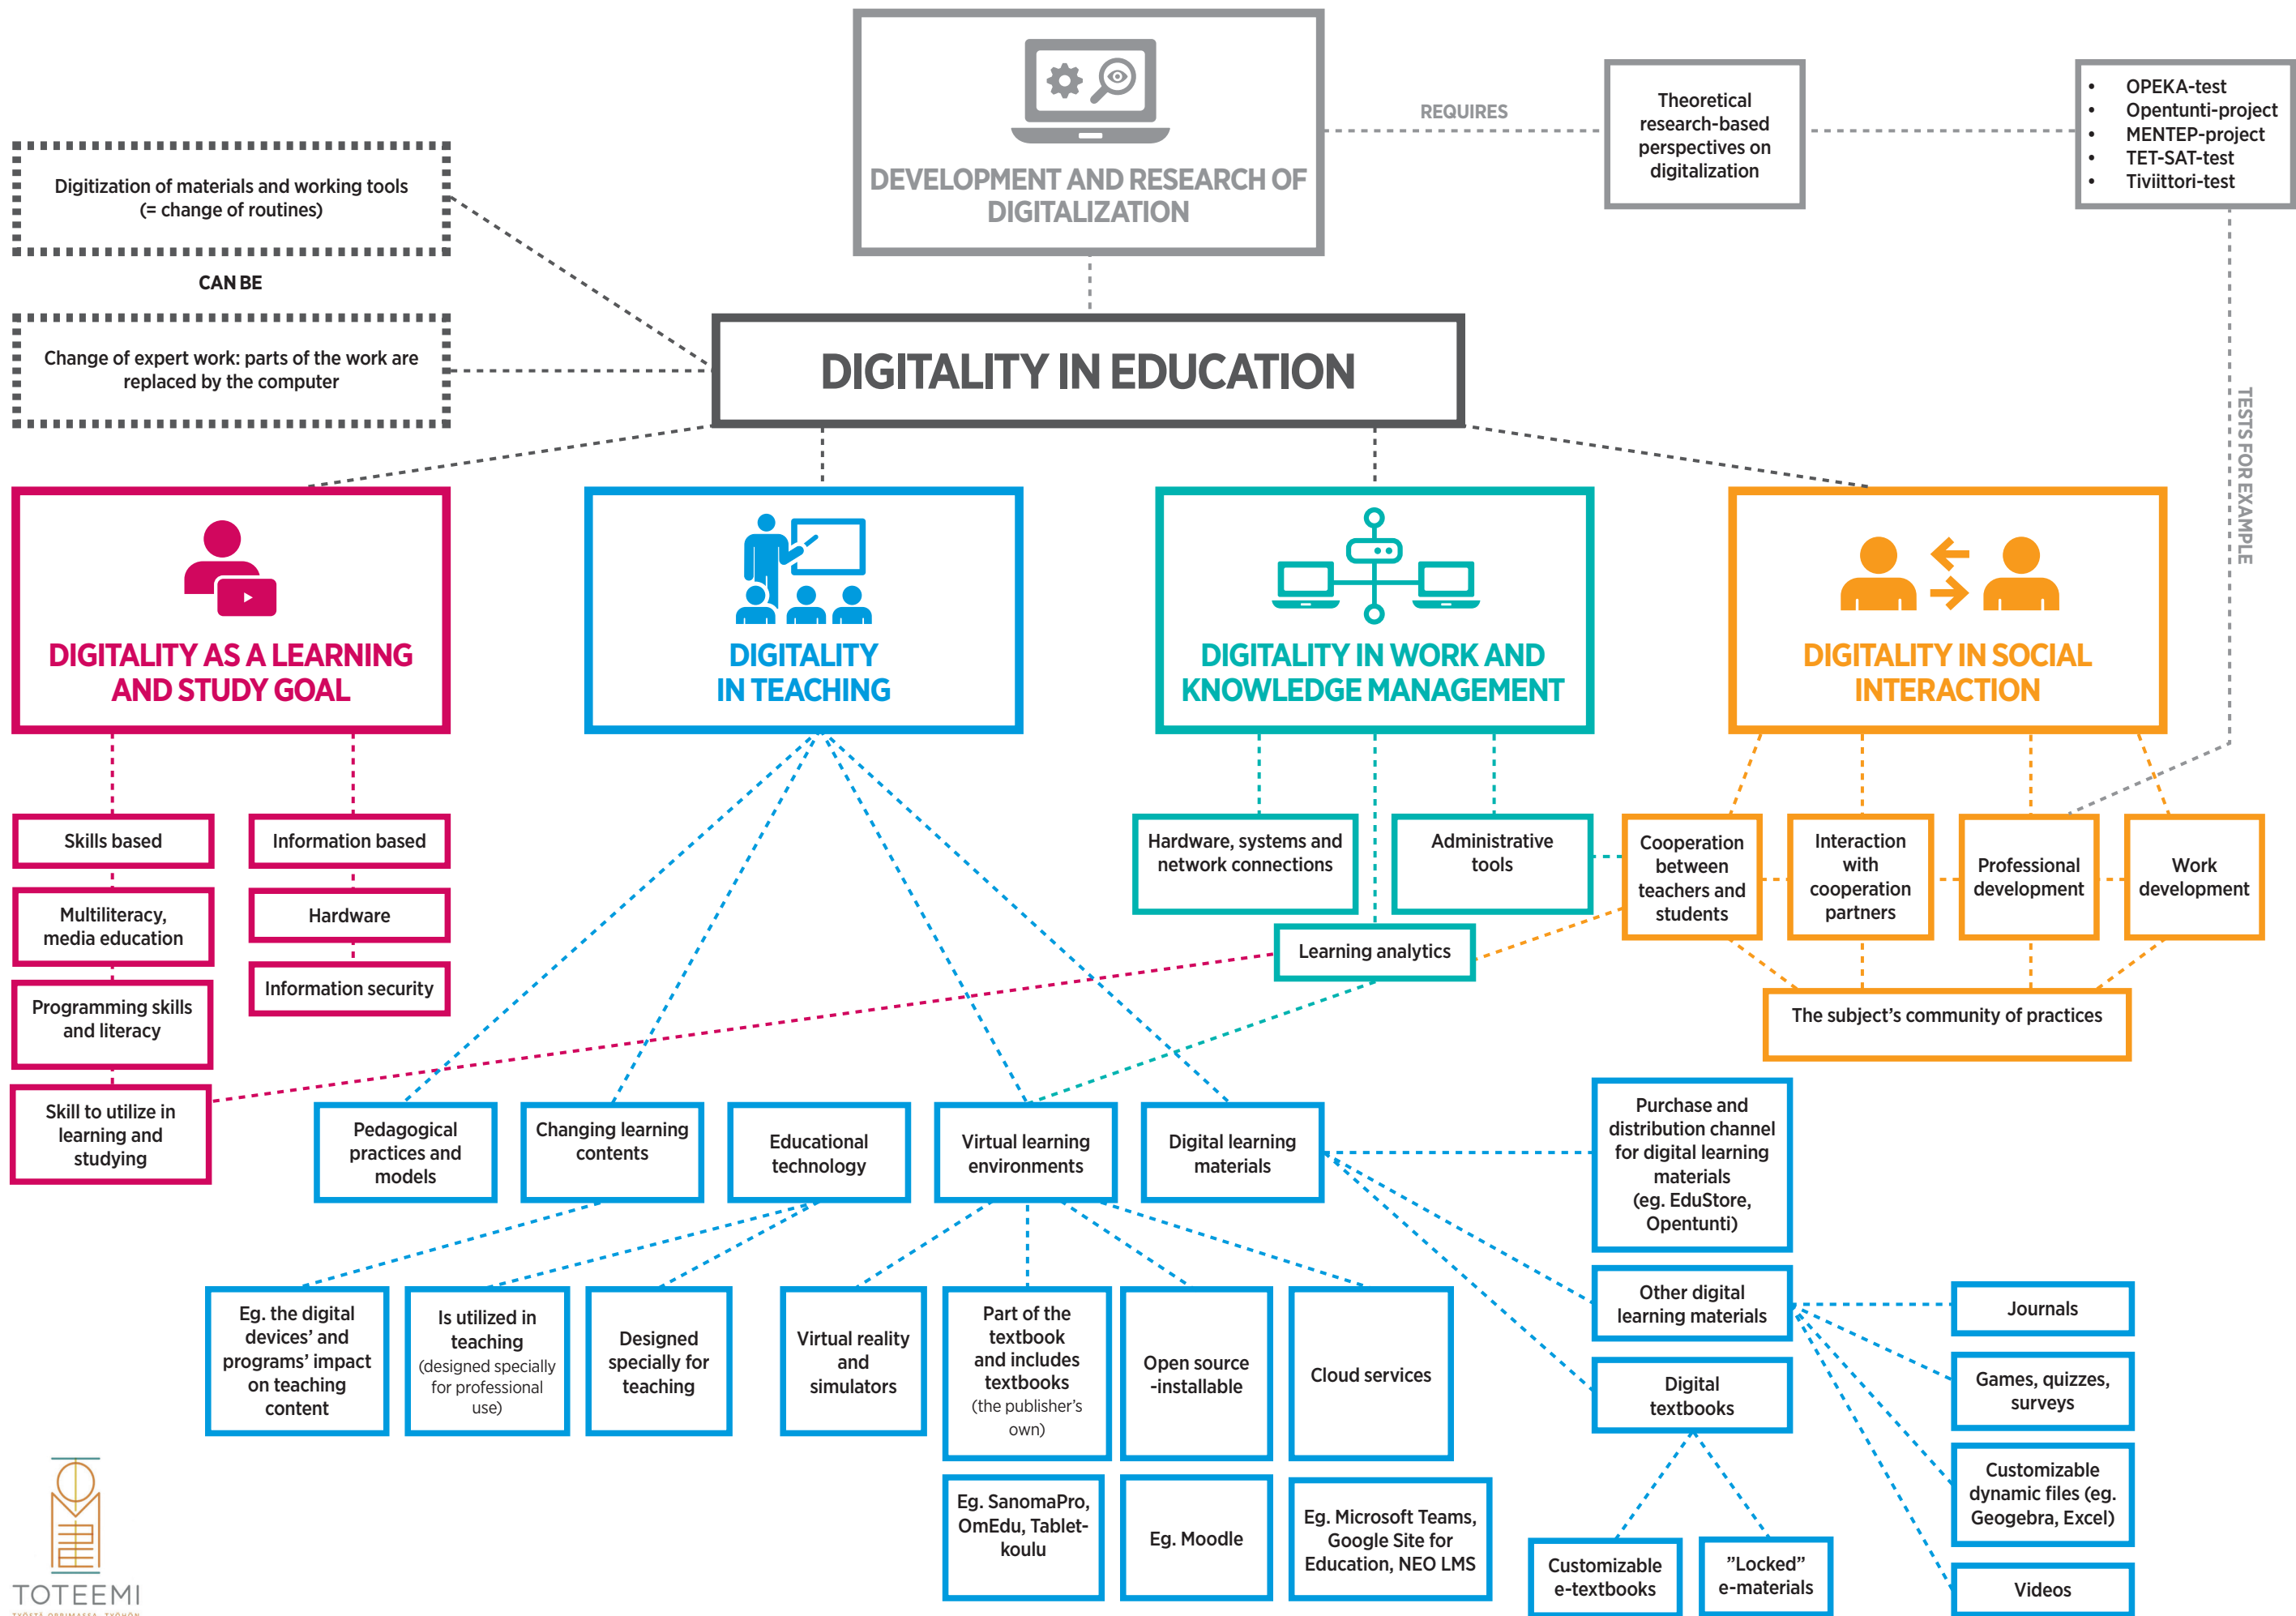 DEVELOPMENT AND RESEARCH OF
DIGITALIZATION
REQUIRES
Theoretical
research-based
perspectives on
digitalization
• OPEKA-test
• Opentunti-project
• MENTEP-project
• TET-SAT-test
• Tiviittori-test
TESTS FOR EXAMPLE
Digitization of materials and working tools
(= change of routines)
CAN BE
Change of expert work: parts of the work are
replaced by the computer
DIGITALITY IN EDUCATION
DIGITALITY AS A LEARNING
AND STUDY GOAL
DIGITALITY
IN TEACHING
DIGITALITY IN WORK AND
KNOWLEDGE MANAGEMENT
DIGITALITY IN SOCIAL
INTERACTION
Skills based
Multiliteracy,
media education
Programming skills
and literacy
Skill to utilize in
learning and
studying
Information based
Hardware
Information security
Hardware, systems and
network connections
Administrative
tools
Learning analytics
Cooperation
between
teachers and
students
Interaction
with
cooperation
partners
Professional
development
Work
development
The subject's community of practices
Pedagogical
practices and
models
Changing learning
contents
Educational
technology
Virtual learning
environments
Digital learning
materials
Purchase and
distribution channel
for digital learning
materials
(eg. EduStore,
Opentunti)
Other digital
learning materials
Digital
textbooks
Eg. the digital
devices' and
programs' impact
on teaching
content
Is utilized in
teaching
(designed specially
for professional
use)
Designed
specially for
teaching
Virtual reality
and
simulators
Part of the
textbook
and includes
textbooks
(the publisher's
own)
Open source
-installable
Cloud services
Eg. SanomaPro,
OmEdu, Tablet-
koulu
Eg. Moodle
Eg. Microsoft Teams,
Google Site for
Education, NEO LMS
Customizable
e-textbooks
"Locked"
e-materials
Journals
Games, quizzes,
surveys
Customizable
dynamic files (eg.
Geogebra, Excel)
Videos
TOTEEMI